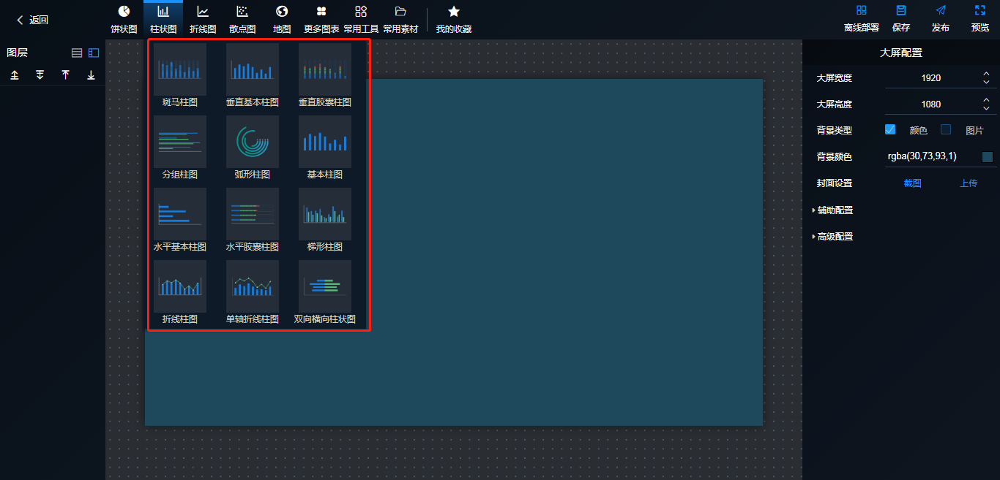 返回
饼状图 柱状图 折线图 散点图 地图 更多图表 常用工具 常用素材 我的收藏
离线部署 保存 发布 预览
图层
斑马柱图 垂直基本柱图 垂直胶囊柱图
分组柱图 弧形柱图 基本柱图
水平基本柱图 水平胶囊柱图 梯形柱图
折线柱图 单轴折线柱图 双向横向柱状图
大屏配置
大屏宽度 1920
大屏高度 1080
背景类型 颜色 图片
背景颜色 rgba(30,73,93,1)
封面设置 截图 上传
辅助配置
高级配置